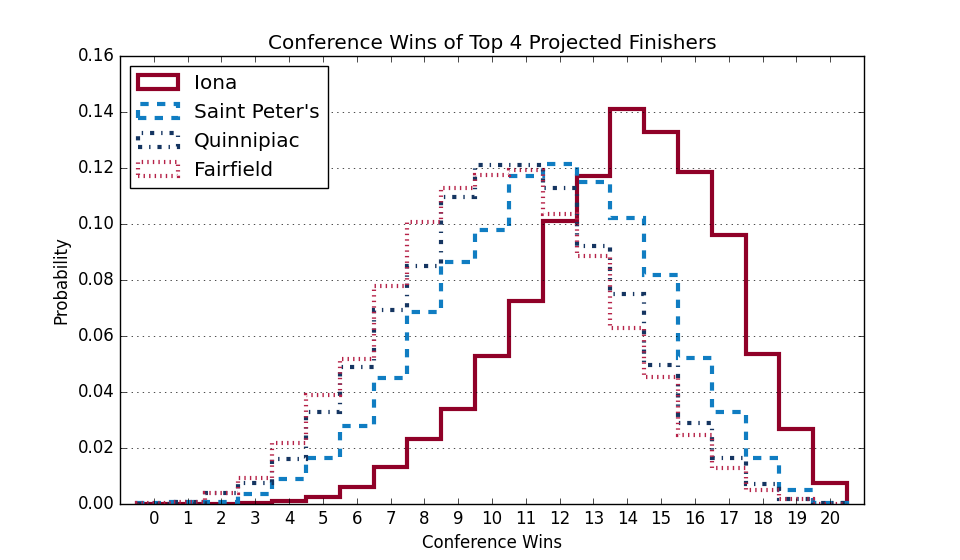 Conference Wins of Top 4 Projected Finishers
Iona
Saint Peter's
Quinnipiac
Fairfield
Probability
0.16
0.14
0.12
0.10
0.08
0.06
0.04
0.02
0.00
0 1 2 3 4 5 6 7 8 9 10 11 12 13 14 15 16 17 18 19 20
Conference Wins